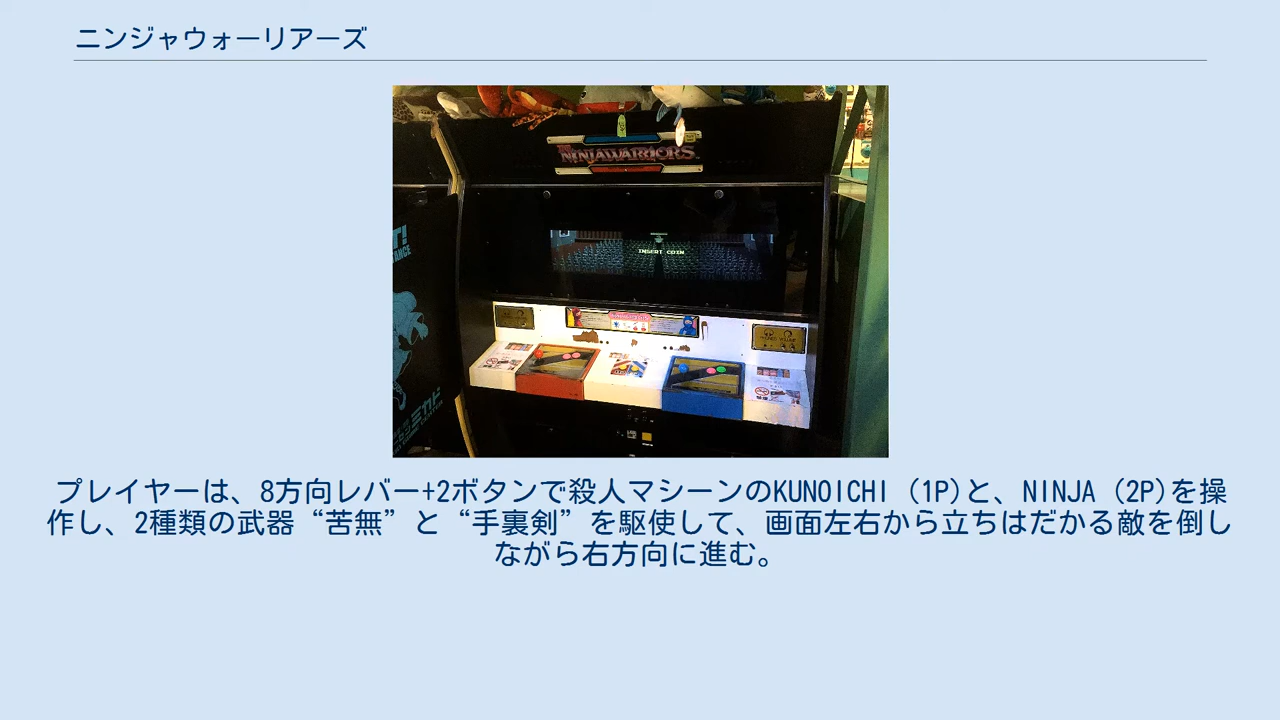 ニンジャウォーリアーズ
THE NINJAWARRIORS
INSERT COIN
プレイヤーは、8方向レバー+2ボタンで殺人マシーンのKUNOICHI (1P)と、NINJA (2P)を操
作し、2種類の武器“苦無”と“手裏剣”を駆使して、画面左右から立ちはだかる敵を倒し
ながら右方向に進む。